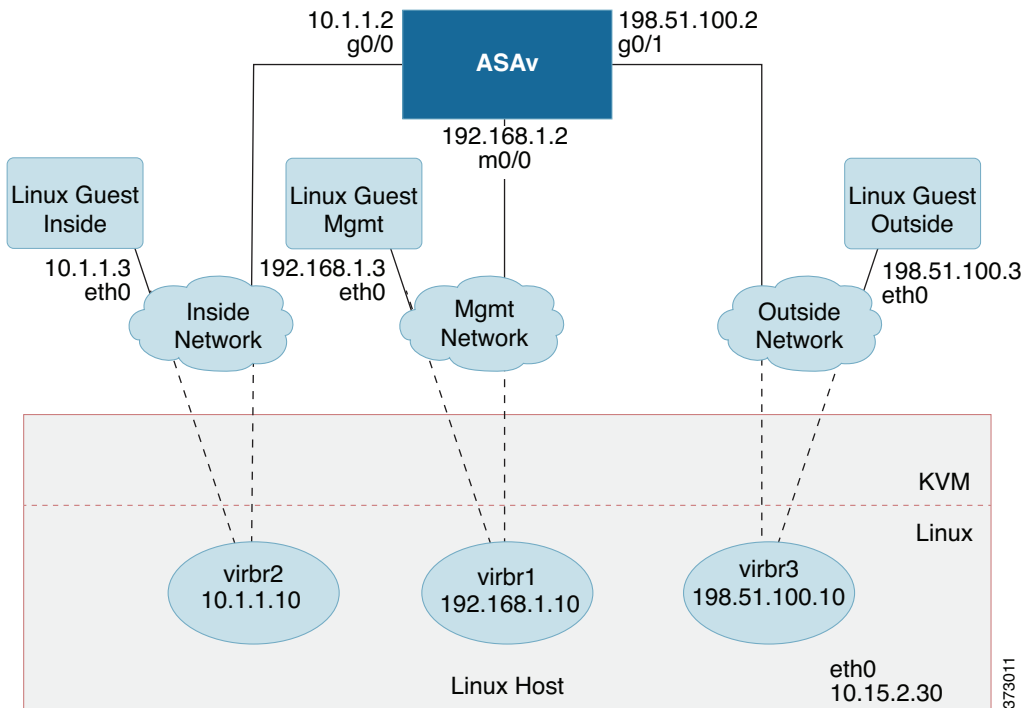 10.1.1.2
g0/0
ASAv
198.51.100.2
g0/1
192.168.1.2
m0/0
Linux Guest
Inside
Linux Guest
Mgmt
Linux Guest
Outside
10.1.1.3
eth0
192.168.1.3
eth0
198.51.100.3
eth0
Inside
Network
Mgmt
Network
Outside
Network
KVM
Linux
virbr2
10.1.1.10
virbr1
192.168.1.10
virbr3
198.51.100.10
Linux Host
eth0
10.15.2.30
373011